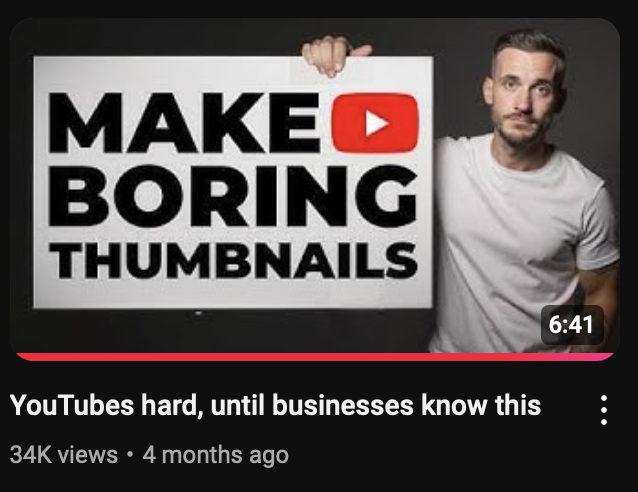 MAKE
BORING
THUMBNAILS
6:41
YouTubes hard, until businesses know this
34K views • 4 months ago